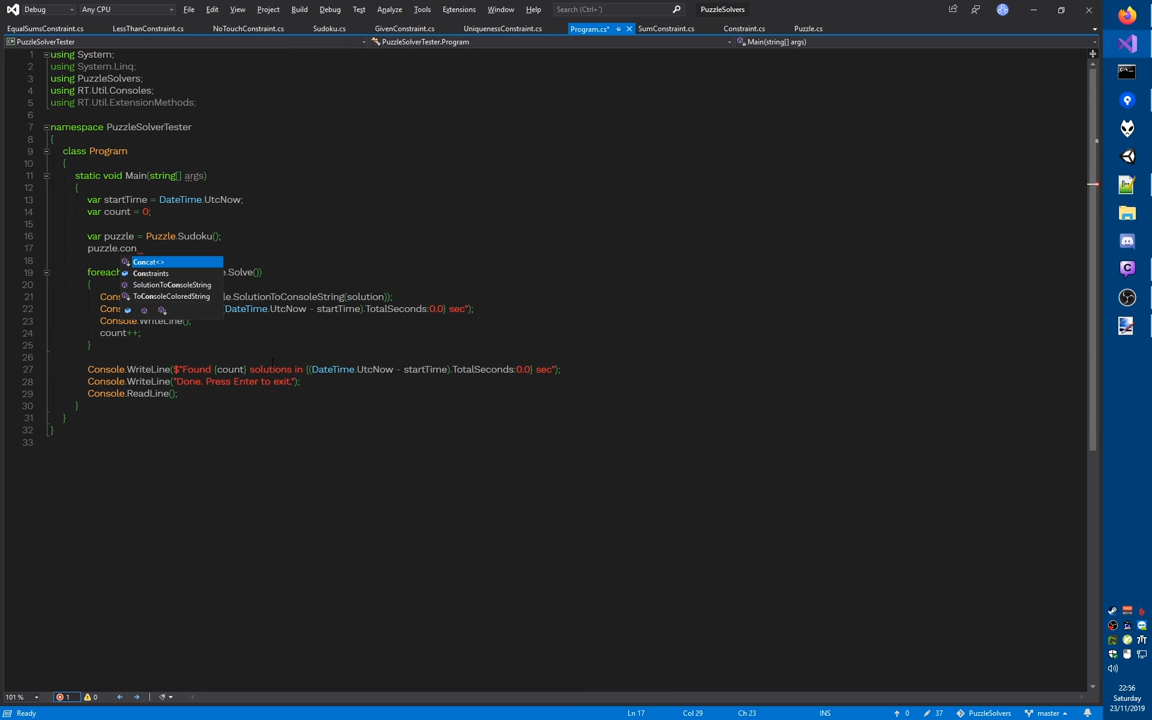 Debug Any CPU File Edit View Project Build Debug Test Analyze Tools Extensions Window Help Search (Ctrl+`) PuzzleSolvers
EqualSumsConstraint.cs LessThanConstraint.cs NoTouchConstraint.cs Sudoku.cs GivenConstraint.cs UniquenessConstraint.cs Program.cs* SumConstraint.cs Constraint.cs Puzzle.cs
PuzzleSolverTester PuzzleSolverTester.Program Main(string[] args)
1 using System;
2 using System.Linq;
3 using PuzzleSolvers;
4 using RT.Util.Consoles;
5 using RT.Util.ExtensionMethods;
6
7 namespace PuzzleSolverTester
8 {
9 class Program
10 {
11 static void Main(string[] args)
12 {
13 var startTime = DateTime.UtcNow;
14 var count = 0;
15
16 var puzzle = Puzzle.Sudoku();
17 puzzle.con
18 Concat<>
19 foreach Constraints e.Solve())
20 { SolutionToConsoleString
21 Con ToConsoleColoredString e.SolutionToConsoleString(solution));
22 Cons {(DateTime.UtcNow - startTime).TotalSeconds:0.0} sec");
23 Console.WriteLine();
24 count++;
25 }
26
27 Console.WriteLine($"Found {count} solutions in {(DateTime.UtcNow - startTime).TotalSeconds:0.0} sec");
28 Console.WriteLine("Done. Press Enter to exit.");
29 Console.ReadLine();
30 }
31 }
32 }
33
101 % 1 0
Ready Ln 17 Col 29 Ch 23 INS 0 37 PuzzleSolvers master
22:56
Saturday
23/11/2019